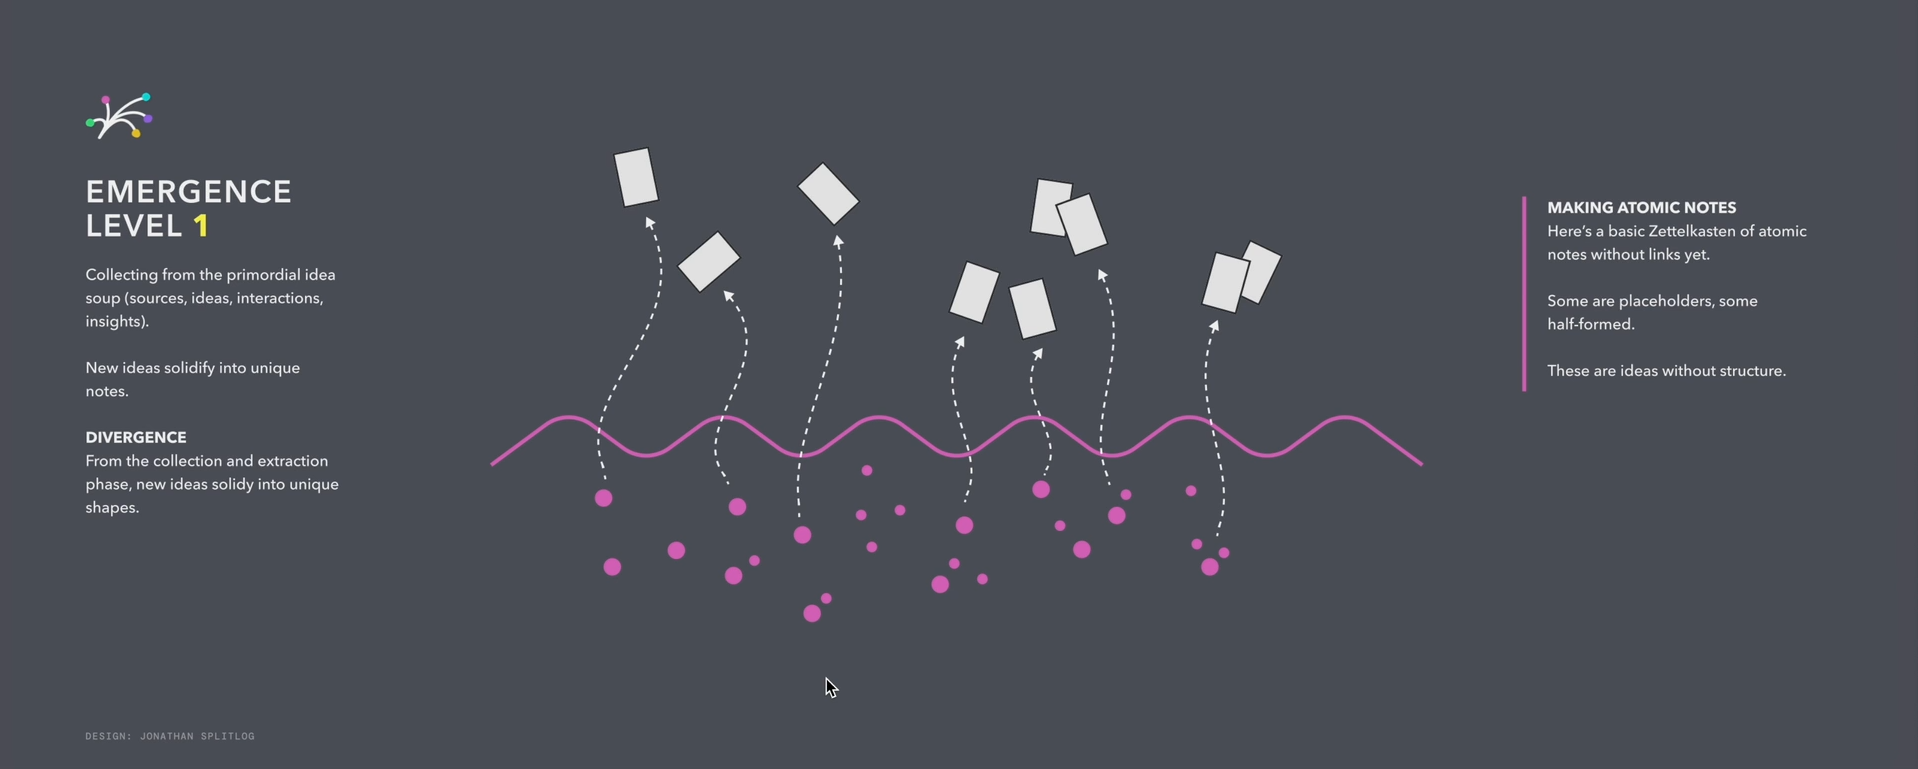 EMERGENCE
LEVEL 1
Collecting from the primordial idea
soup (sources, ideas, interactions,
insights).
New ideas solidify into unique
notes.
DIVERGENCE
From the collection and extraction
phase, new ideas solidy into unique
shapes.
DESIGN: JONATHAN SPLITLOG
MAKING ATOMIC NOTES
Here’s a basic Zettelkasten of atomic
notes without links yet.
Some are placeholders, some
half-formed.
These are ideas without structure.